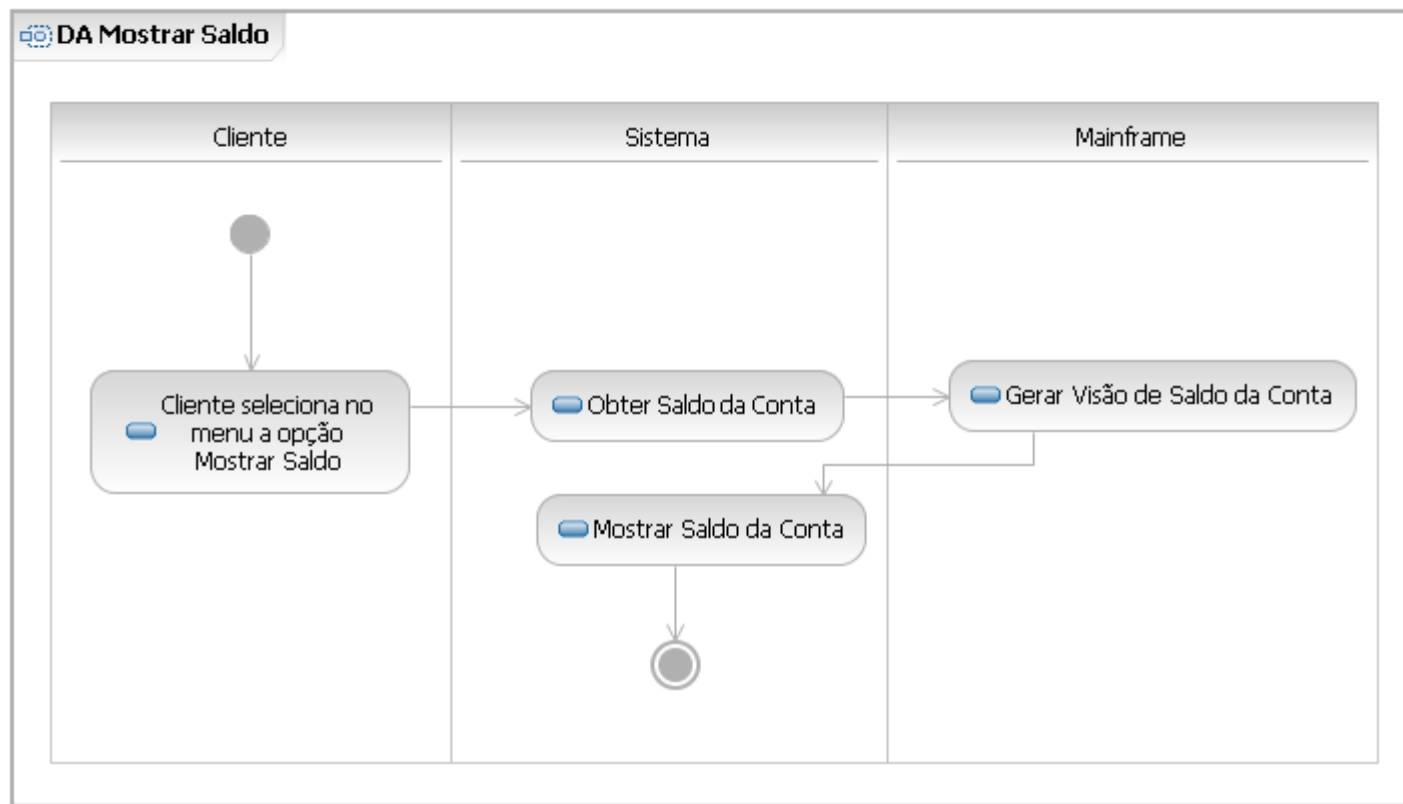 DA Mostrar Saldo
Cliente
Sistema
Mainframe
Cliente seleciona no
menu a opção
Mostrar Saldo
Obter Saldo da Conta
Gerar Visão de Saldo da Conta
Mostrar Saldo da Conta